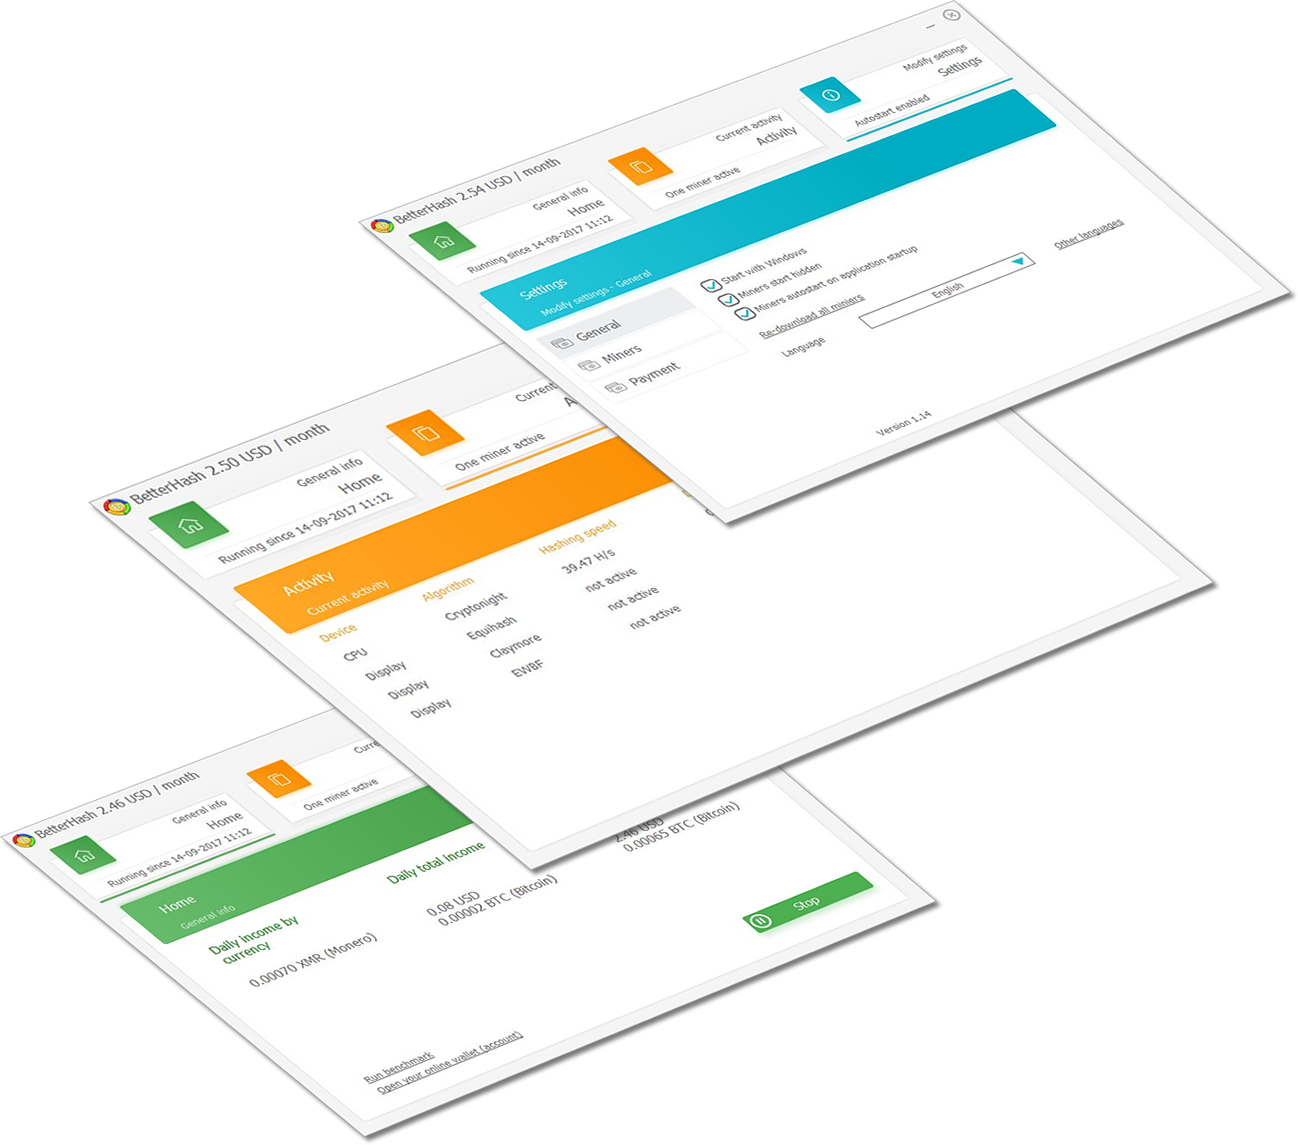 BetterHash 2.54 USD / month
General info
Home
Running since 14-09-2017 11:12
Current activity
Activity
One miner active
Modify settings
Settings
Autostart enabled
Settings
Modify settings - General
General
Miners
Payment
Start with Windows
Miners start hidden
Miners autostart on application startup
Re-download all miniers
Language
English
Other languages
Version 1.14
BetterHash 2.50 USD / month
General info
Home
Running since 14-09-2017 11:12
Current
One miner active
Activity
Current activity
Device Algorithm Hashing speed
CPU Cryptonight 39.47 H/s
Display Equihash not active
Display Claymore not active
Display EWBF not active
BetterHash 2.46 USD / month
General info
Home
Running since 14-09-2017 11:12
One miner active
Home
General info
Daily income by
currency
0.00070 XMR (Monero)
Daily total income
0.08 USD
0.00002 BTC (Bitcoin)
2.46 USD
0.00065 BTC (Bitcoin)
Stop
Run benchmark
Open your online wallet (account)